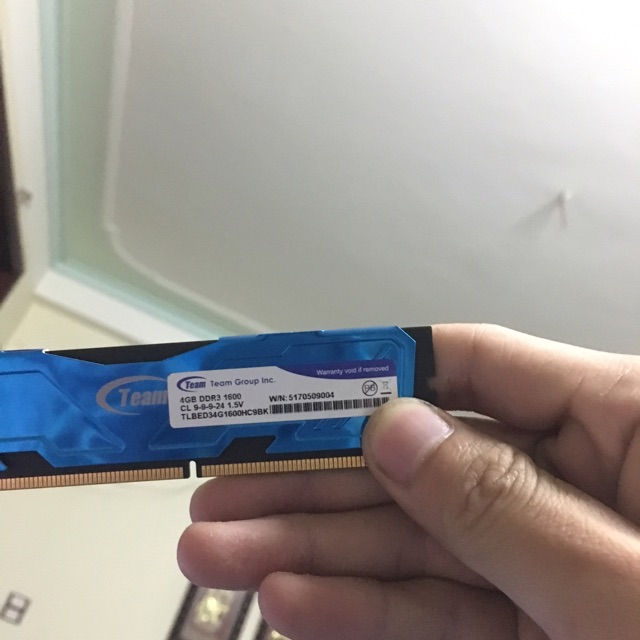 Team
Team Team Group Inc.
Warranty void if removed
4GB DDR3 1600 W/N: 5170509004
CL 9-9-9-24 1.5V
TLBED34G1600HC9BK